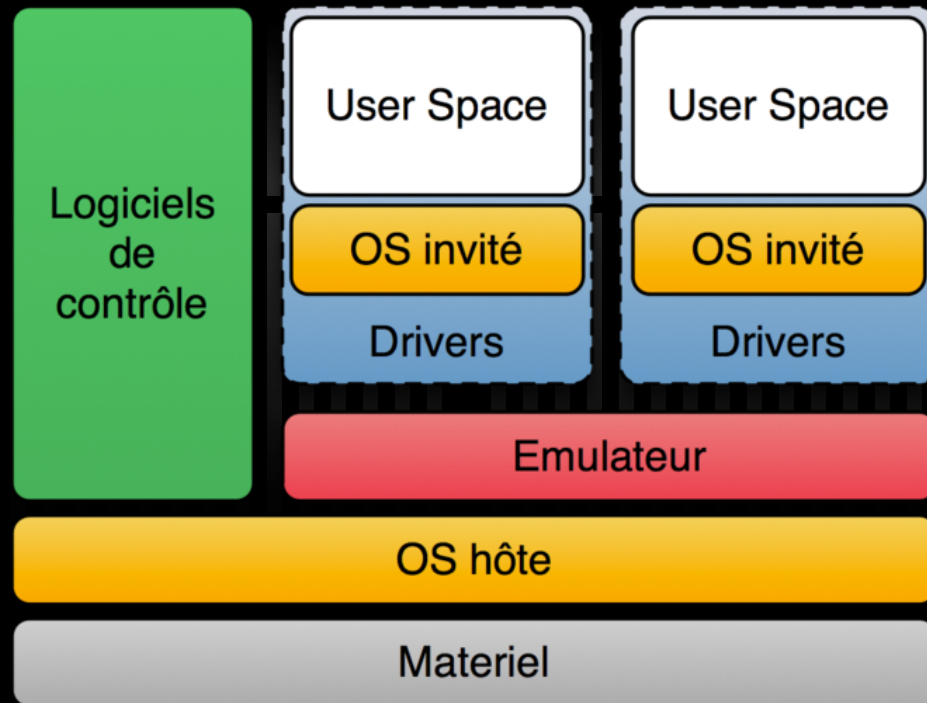 Logiciels
de
contrôle
User Space
OS invité
Drivers
User Space
OS invité
Drivers
Emulateur
OS hôte
Materiel